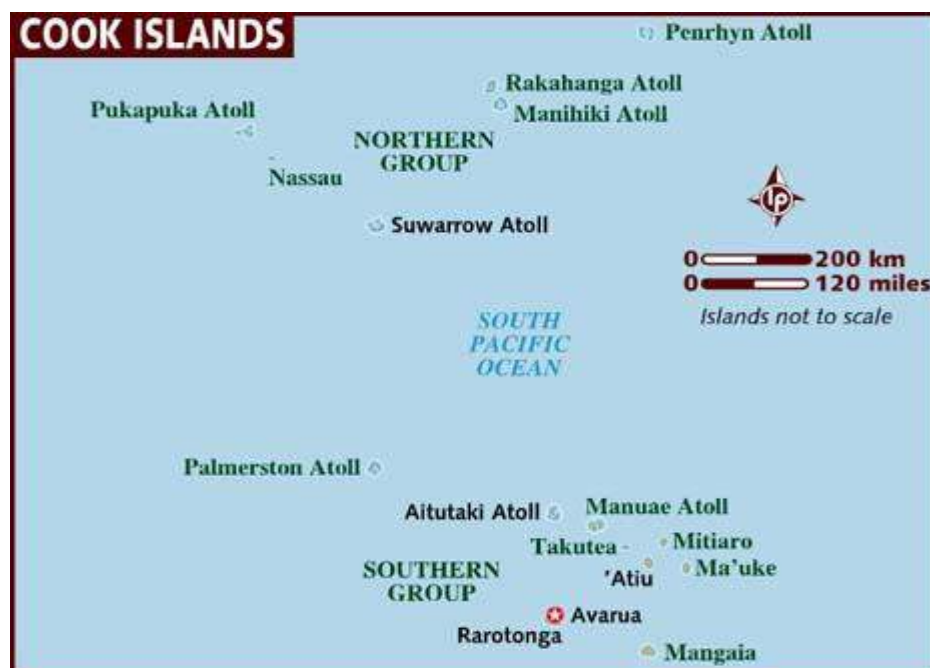 COOK ISLANDS
Penrhyn Atoll
Rakahanga Atoll
Pukapuka Atoll
Manihiki Atoll
NORTHERN
GROUP
Nassau
lp
Suwarrow Atoll
0 200 km
0 120 miles
Islands not to scale
SOUTH
PACIFIC
OCEAN
Palmerston Atoll
Aitutaki Atoll
Manuae Atoll
Takutea
Mitiaro
'Atiu
Ma'uke
SOUTHERN
GROUP
Avarua
Rarotonga
Mangaia